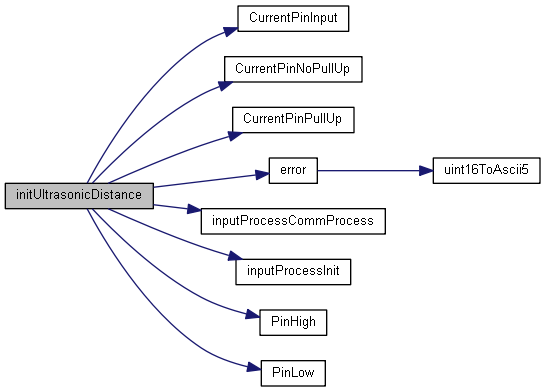 CurrentPinInput
CurrentPinNoPullUp
CurrentPinPullUp
error
uint16ToAscii5
initUltrasonicDistance
inputProcessCommProcess
inputProcessInit
PinHigh
PinLow